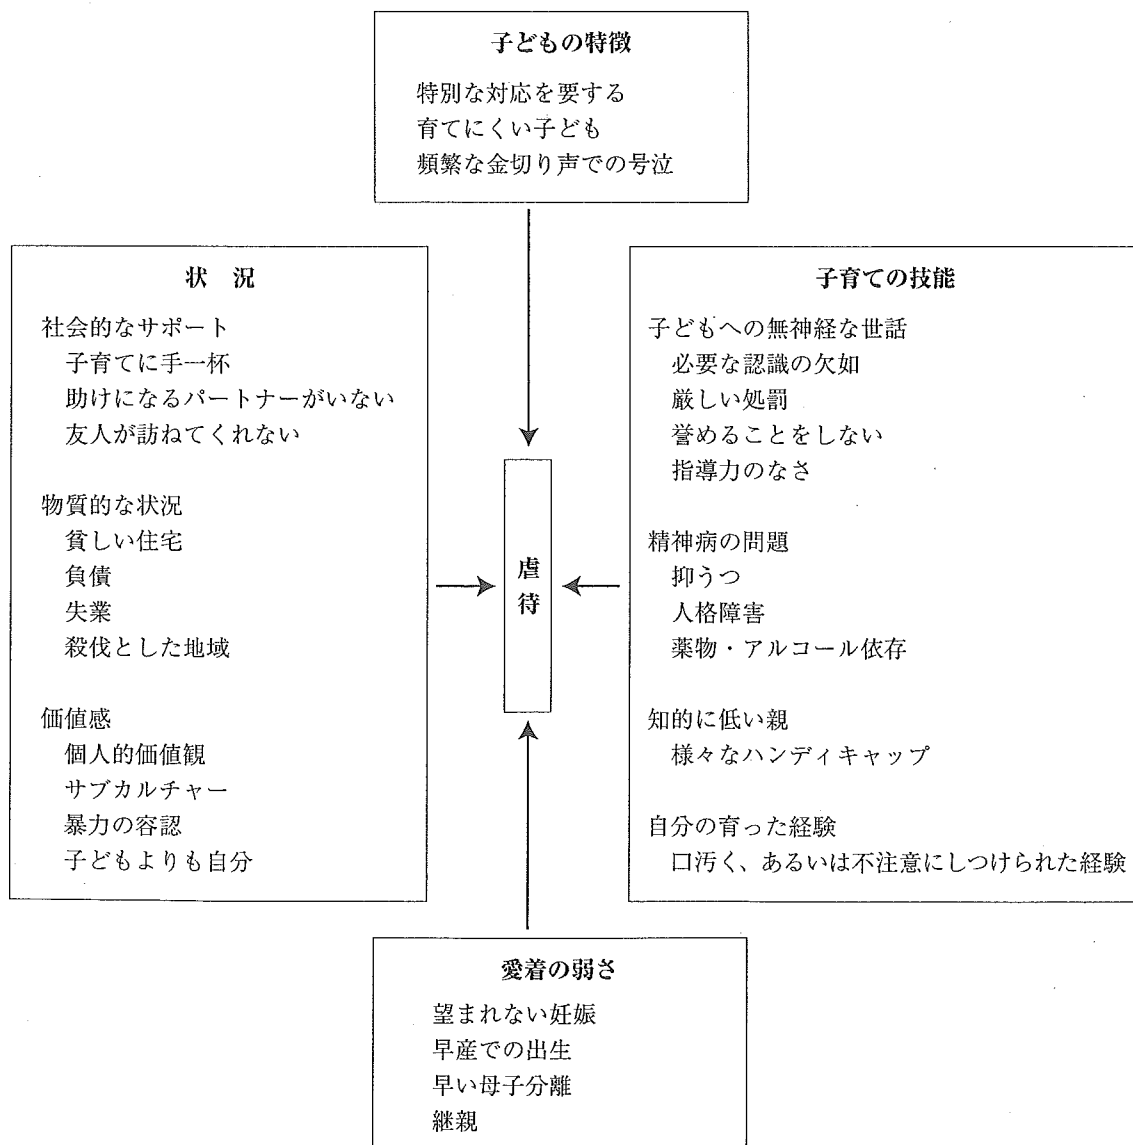 子どもの特徴
特別な対応を要する
育てにくい子ども
頻繁な金切り声での号泣
状 況
社会的なサポート
子育てに手一杯
助けになるパートナーがいない
友人が訪ねてくれない
物質的な状況
貧しい住宅
負債
失業
殺伐とした地域
価値感
個人的価値観
サブカルチャー
暴力の容認
子どもよりも自分
虐待
子育ての技能
子どもへの無神経な世話
必要な認識の欠如
厳しい処罰
誉めることをしない
指導力のなさ
精神病の問題
抑うつ
人格障害
薬物・アルコール依存
知的に低い親
様々なハンディキャップ
自分の育った経験
口汚く、あるいは不注意にしつけられた経験
愛着の弱さ
望まれない妊娠
早産での出生
早い母子分離
継親